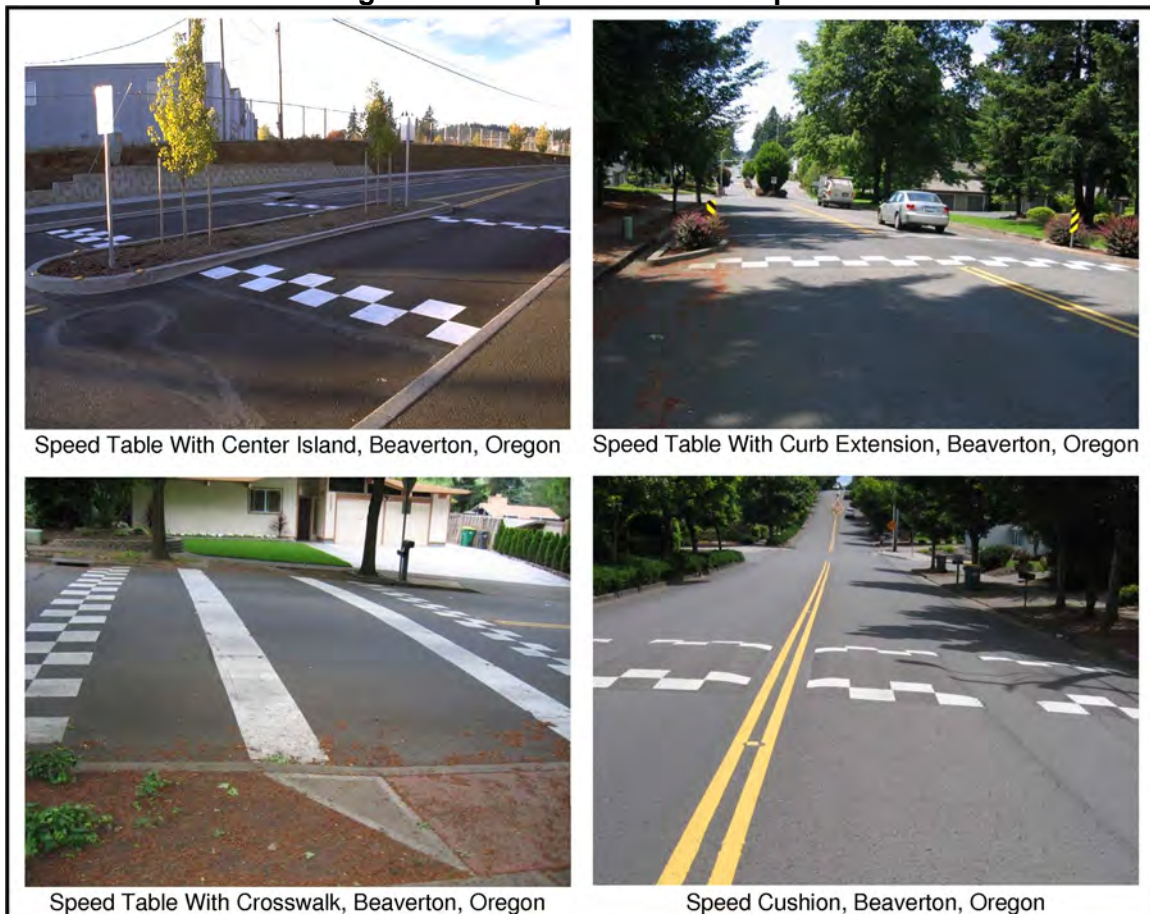 Speed Table With Center Island, Beaverton, Oregon
Speed Table With Curb Extension, Beaverton, Oregon
Speed Table With Crosswalk, Beaverton, Oregon
Speed Cushion, Beaverton, Oregon